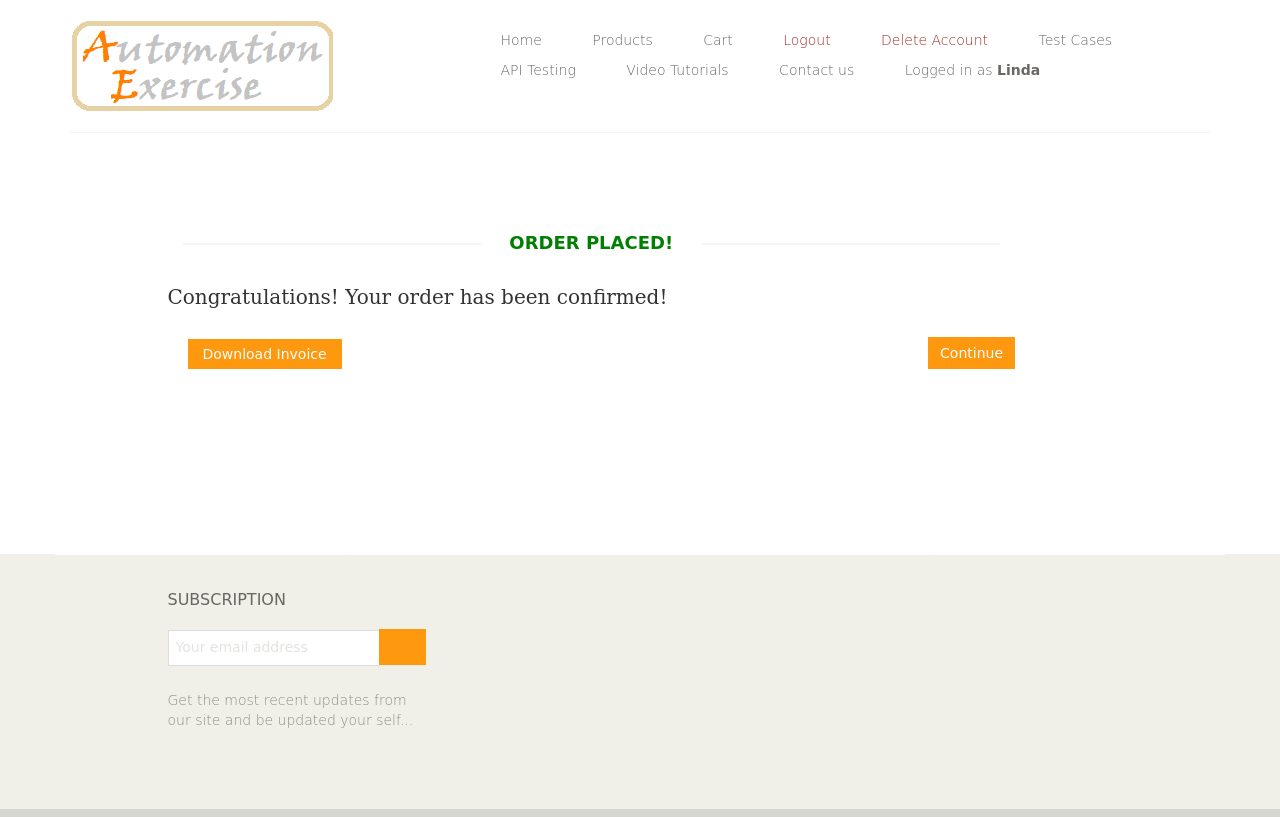 Automation
Exercise
Home Products Cart Logout Delete Account Test Cases
API Testing Video Tutorials Contact us Logged in as Linda
ORDER PLACED!
Congratulations! Your order has been confirmed!
Download Invoice Continue
SUBSCRIPTION
Your email address
Get the most recent updates from
our site and be updated your self...